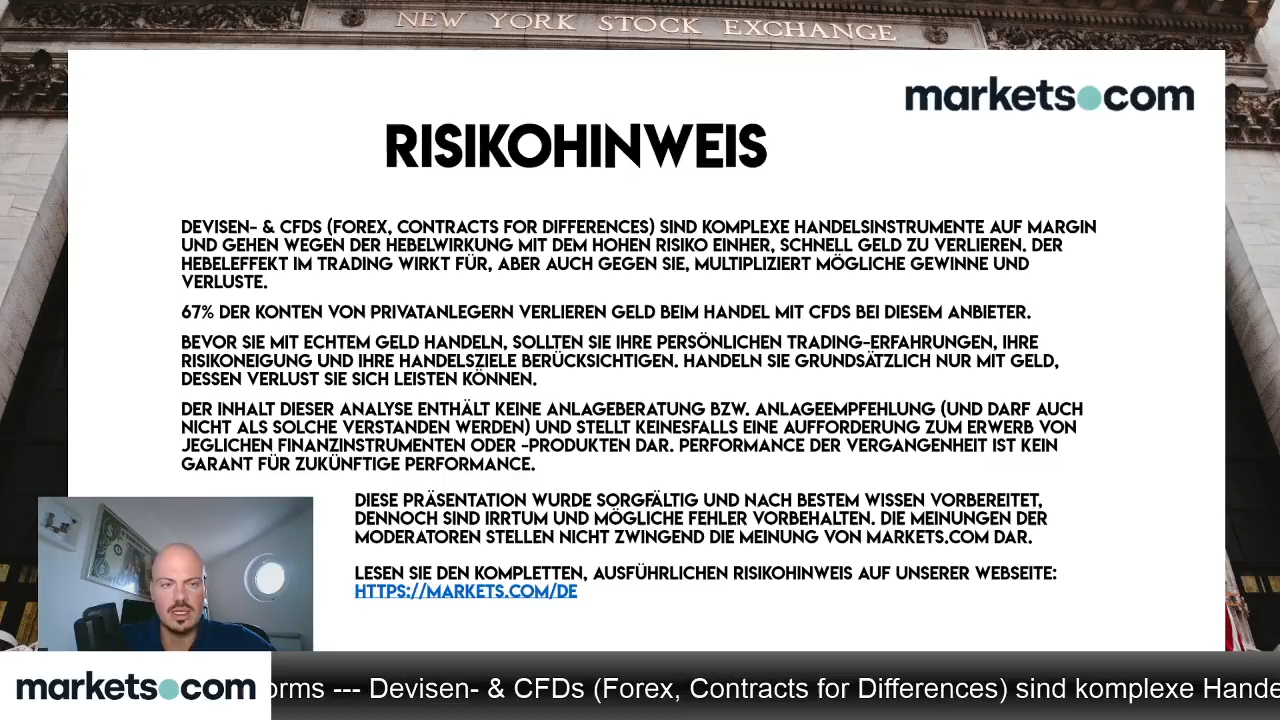 NEW YORK STOCK EXCHANGE
markets.com
RISIKOHINWEIS
DEVISEN- & CFDS (FOREX, CONTRACTS FOR DIFFERENCES) SIND KOMPLEXE HANDELSINSTRUMENTE AUF MARGIN
UND GEHEN WEGEN DER HEBELWIRKUNG MIT DEM HOHEN RISIKO EINHER, SCHNELL GELD ZU VERLIEREN. DER
HEBELEFFEKT IM TRADING WIRKT FÜR, ABER AUCH GEGEN SIE, MULTIPLIZIERT MÖGLICHE GEWINNE UND
VERLUSTE.
67% DER KONTEN VON PRIVATANLEGERN VERLIEREN GELD BEIM HANDEL MIT CFDS BEI DIESEM ANBIETER.
BEVOR SIE MIT ECHTEM GELD HANDELN, SOLLTEN SIE IHRE PERSÖNLICHEN TRADING-ERFAHRUNGEN, IHRE
RISIKONEIGUNG UND IHRE HANDELSZIELE BERÜCKSICHTIGEN. HANDELN SIE GRUNDSÄTZLICH NUR MIT GELD,
DESSEN VERLUST SIE SICH LEISTEN KÖNNEN.
DER INHALT DIESER ANALYSE ENTHÄLT KEINE ANLAGEBERATUNG BZW. ANLAGEEMPFEHLUNG (UND DARF AUCH
NICHT ALS SOLCHE VERSTANDEN WERDEN) UND STELLT KEINESFALLS EINE AUFFORDERUNG ZUM ERWERB VON
JEGLICHEN FINANZINSTRUMENTEN ODER -PRODUKTEN DAR. PERFORMANCE DER VERGANGENHEIT IST KEIN
GARANT FÜR ZUKÜNFTIGE PERFORMANCE.
DIESE PRÄSENTATION WURDE SORGFÄLTIG UND NACH BESTEM WISSEN VORBEREITET,
DENNOCH SIND IRRTUM UND MÖGLICHE FEHLER VORBEHALTEN. DIE MEINUNGEN DER
MODERATOREN STELLEN NICHT ZWINGEND DIE MEINUNG VON MARKETS.COM DAR.
LESEN SIE DEN KOMPLETTEN, AUSFÜHRLICHEN RISIKOHINWEIS AUF UNSERER WEBSEITE:
HTTPS://MARKETS.COM/DE
markets.com
orms --- Devisen- & CFDs (Forex, Contracts for Differences) sind komplexe Hande